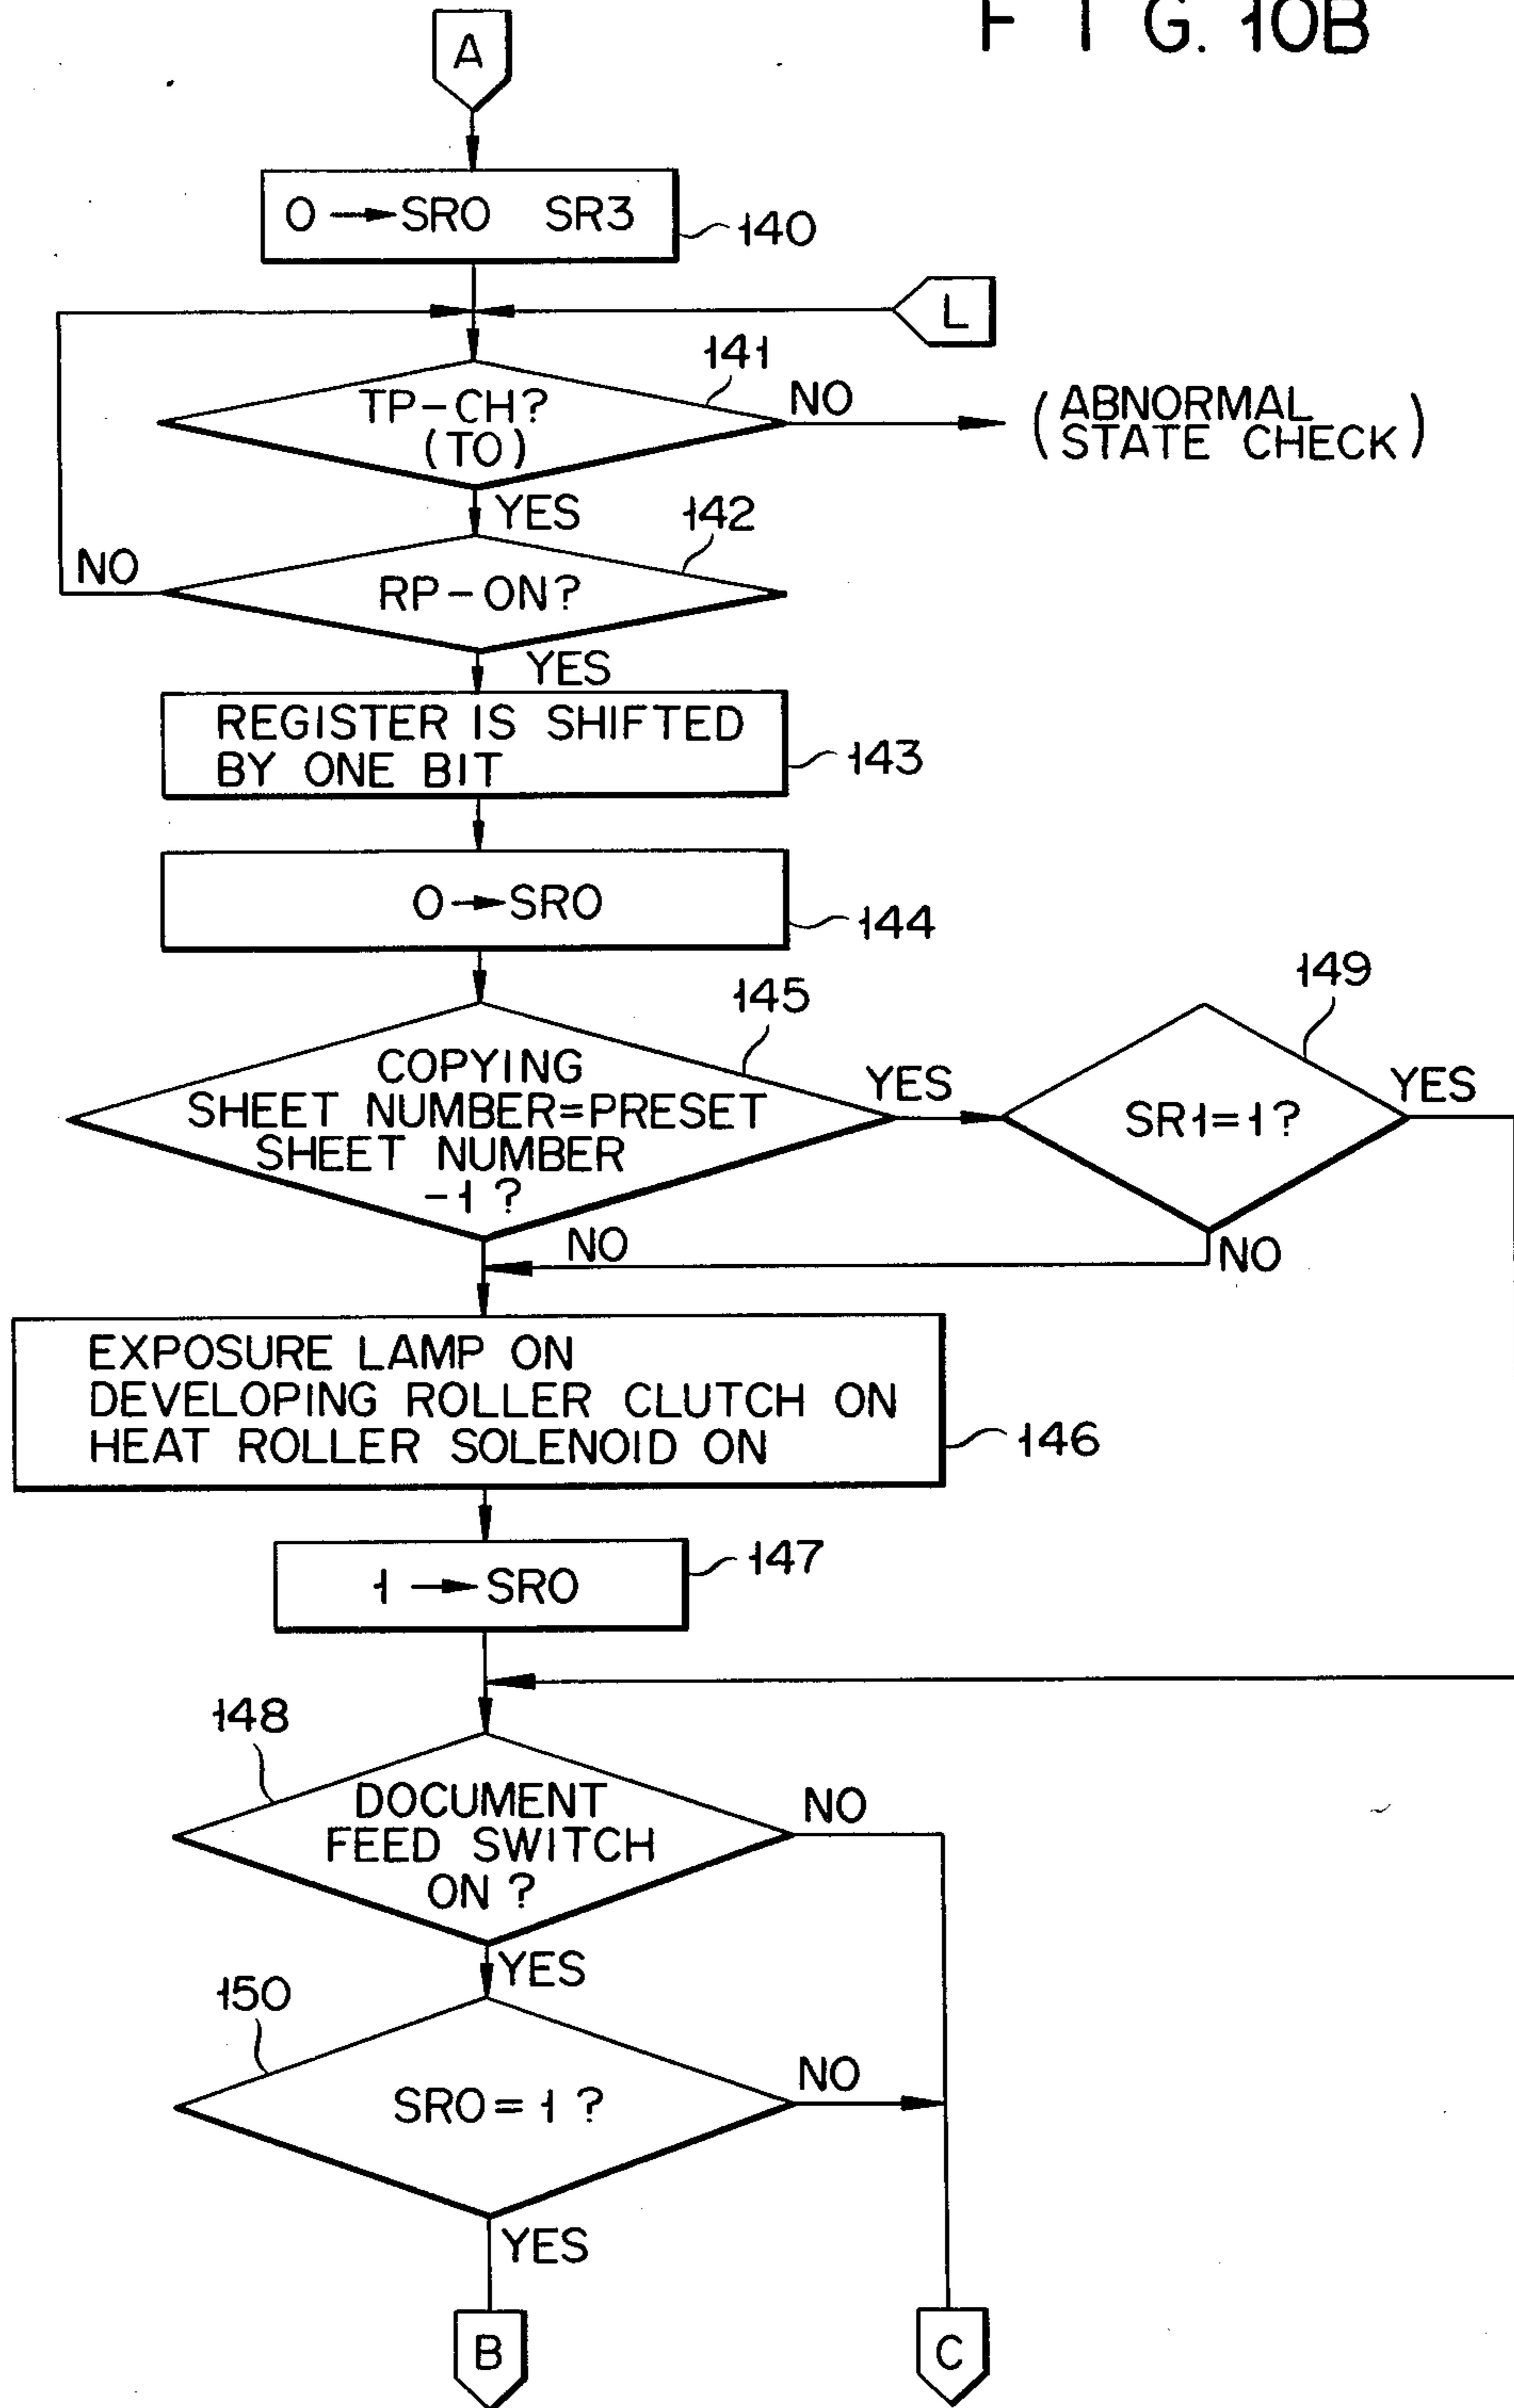 F I G. 10B
A
0 → SR0 SR3
140
L
141
TP-CH?
(T0)
NO
(ABNORMAL
STATE CHECK)
YES
142
NO
RP-ON?
YES
REGISTER IS SHIFTED
BY ONE BIT
143
0 → SR0
144
145
149
COPYING
SHEET NUMBER=PRESET
SHEET NUMBER
-1 ?
YES
SR1=1?
YES
NO
NO
EXPOSURE LAMP ON
DEVELOPING ROLLER CLUTCH ON
HEAT ROLLER SOLENOID ON
146
1 → SR0
147
148
DOCUMENT
FEED SWITCH
ON ?
NO
YES
150
SR0=1 ?
NO
YES
B
C